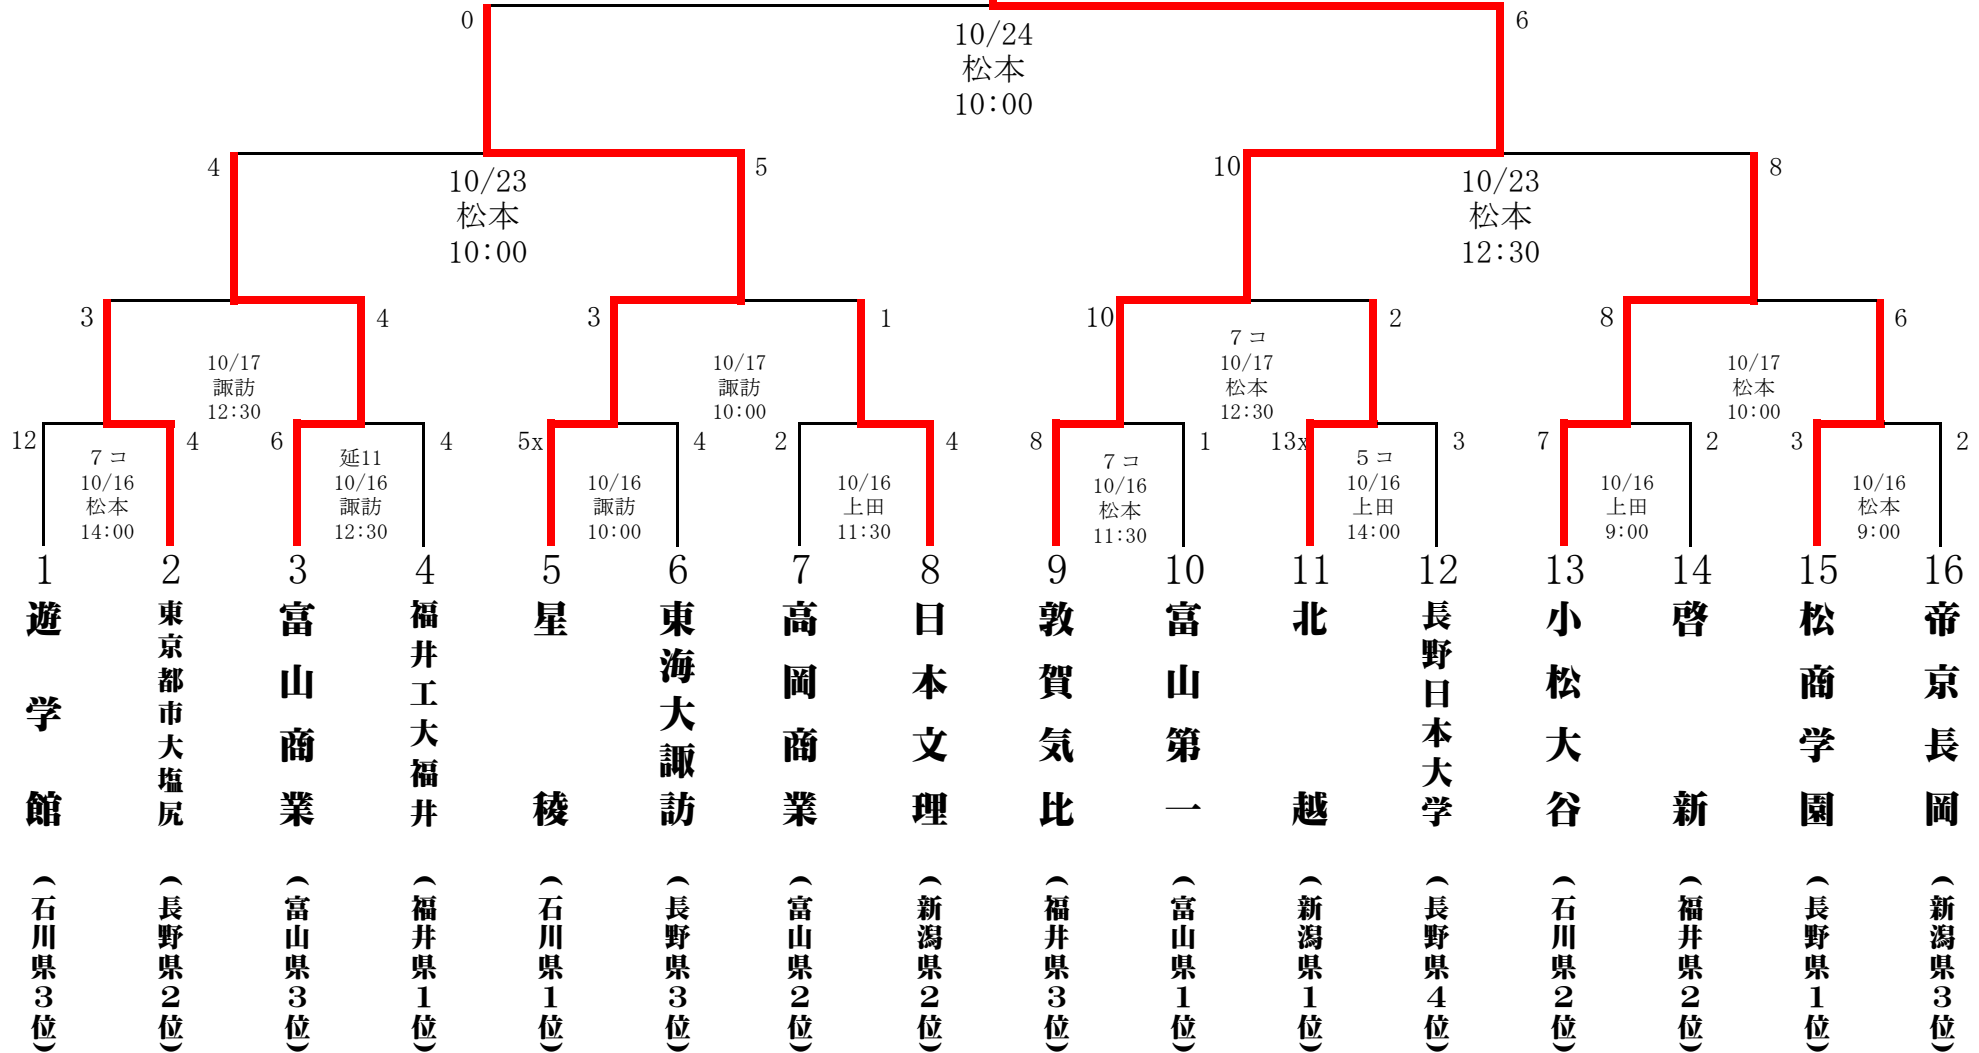 0
6
10/24
松本
10:00
4
5
10
8
10/23
松本
10:00
10/23
松本
12:30
3
4
3
1
10
2
8
6
10/17
諏訪
12:30
10/17
諏訪
10:00
7コ
10/17
松本
12:30
10/17
松本
10:00
12
4
6
4
5x
4
2
4
8
1
13x
3
7
2
3
2
7コ
10/16
松本
14:00
延11
10/16
諏訪
12:30
10/16
諏訪
10:00
10/16
上田
11:30
7コ
10/16
松本
11:30
5コ
10/16
上田
14:00
10/16
上田
9:00
10/16
松本
9:00
1
遊学館
(石川県3位)
2
東京都市大塩尻
(長野県2位)
3
富山商業
(富山県3位)
4
福井工大福井
(福井県1位)
5
星稜
(石川県1位)
6
東海大諏訪
(長野県3位)
7
高岡商業
(富山県2位)
8
日本文理
(新潟県2位)
9
敦賀気比
(福井県3位)
10
富山第一
(富山県1位)
11
北越
(新潟県1位)
12
長野日本大学
(長野県4位)
13
小松大谷
(石川県2位)
14
啓新
(福井県2位)
15
松商学園
(長野県1位)
16
帝京長岡
(新潟県3位)